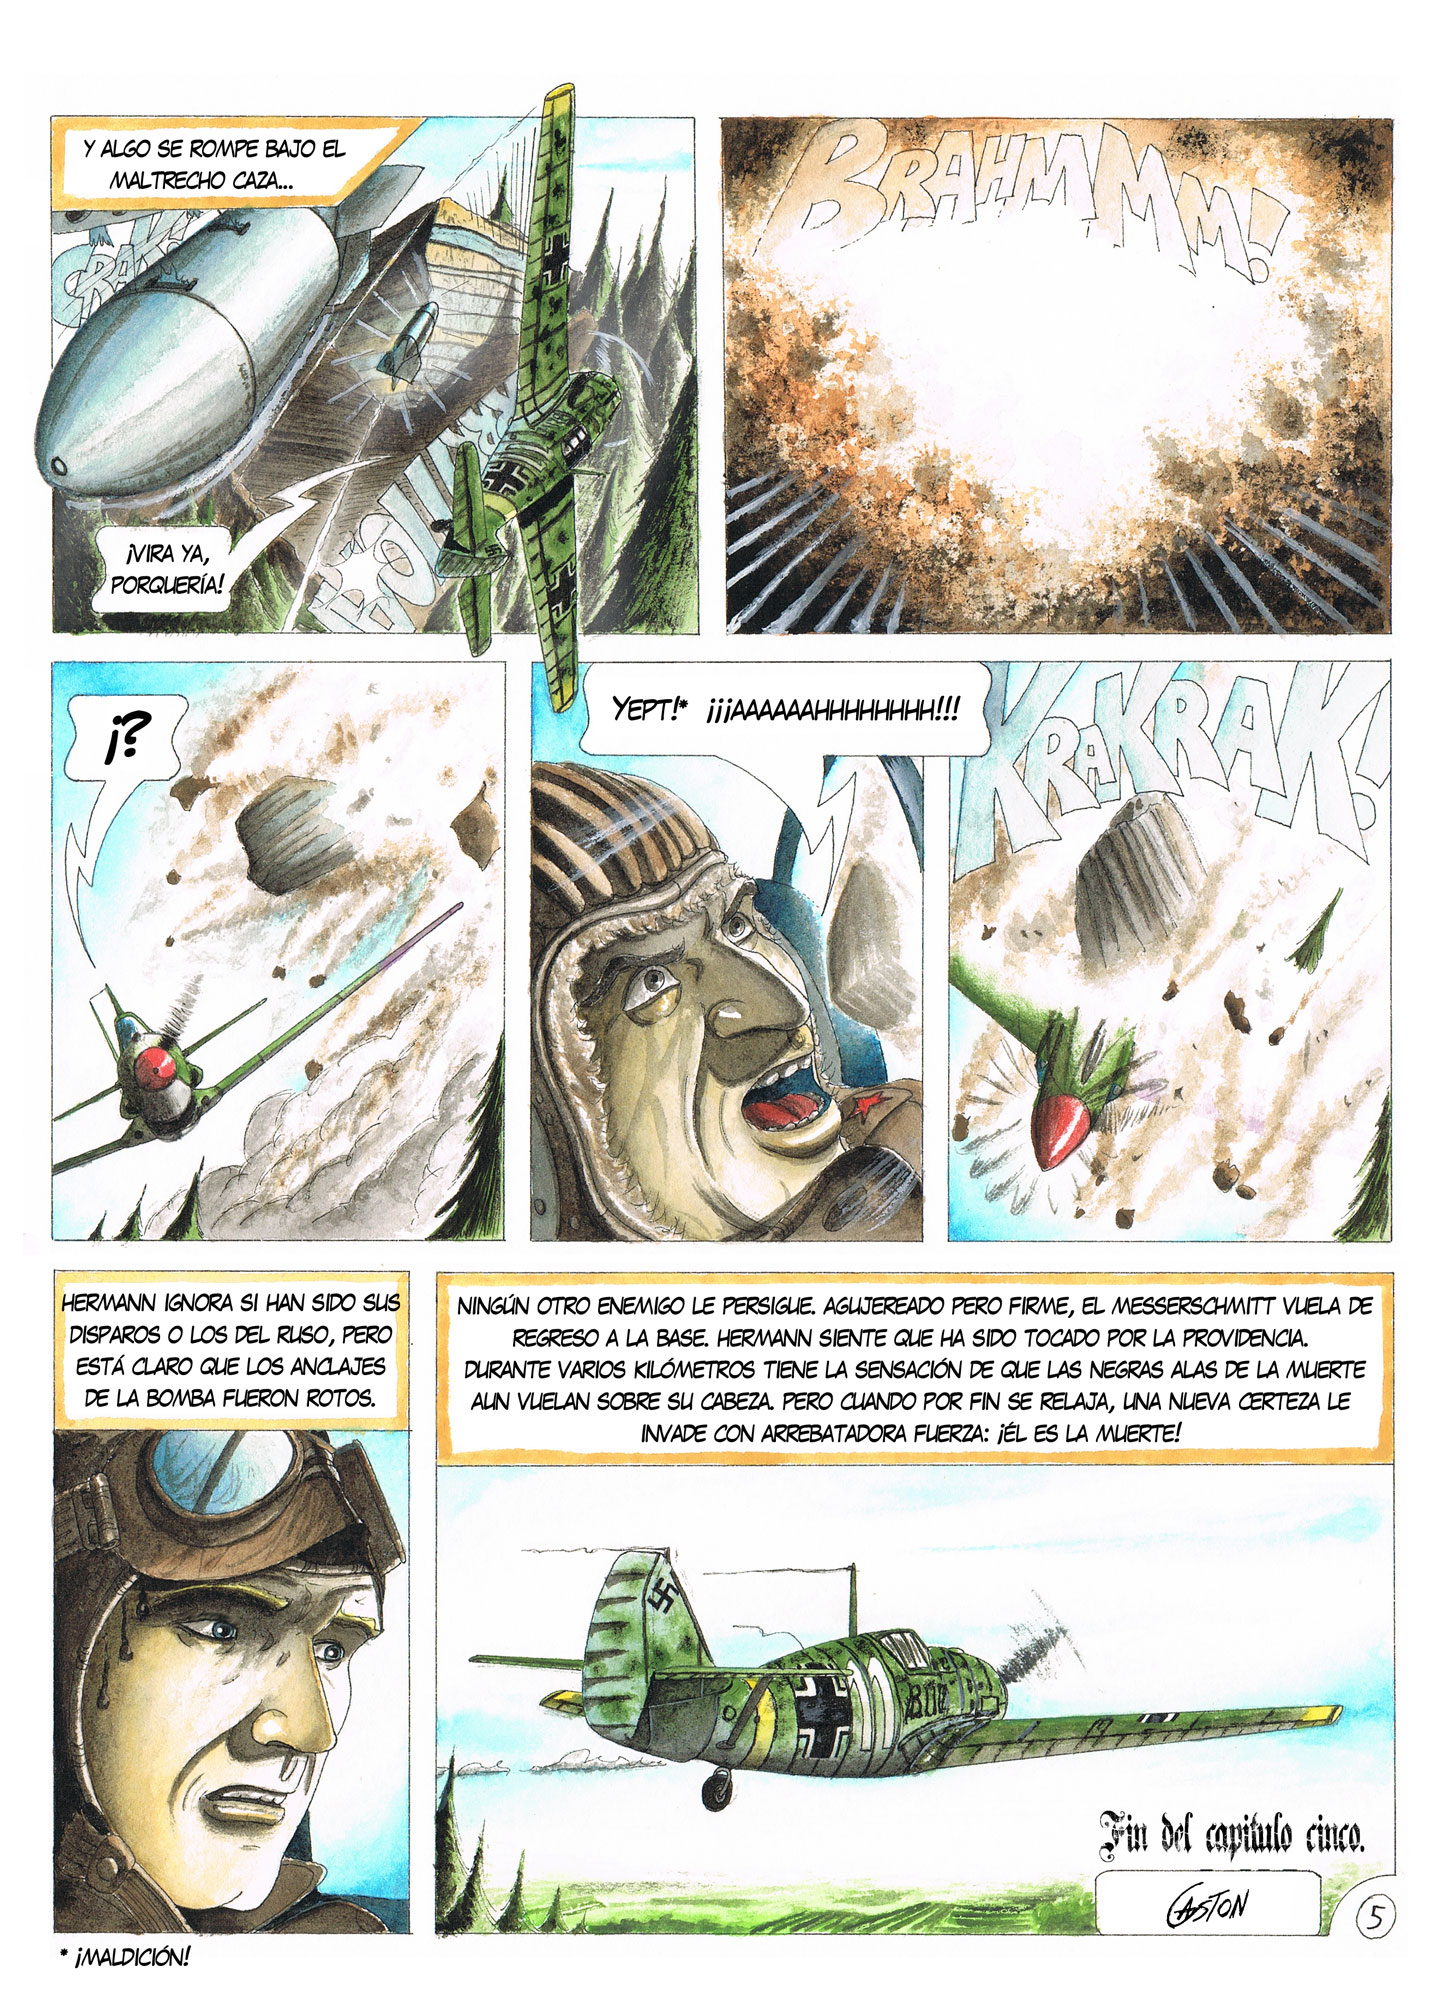 Y ALGO SE ROMPE BAJO EL
MALTRECHO CAZA...
CRAK!
¡VIRA YA,
PORQUERÍA!
BRAHMMMM!
¡?
YEPT!* ¡¡¡AAAAAAHHHHHHHH!!!
KRAKRAK!
HERMANN IGNORA SI HAN SIDO SUS
DISPAROS O LOS DEL RUSO, PERO
ESTÁ CLARO QUE LOS ANCLAJES
DE LA BOMBA FUERON ROTOS.
NINGÚN OTRO ENEMIGO LE PERSIGUE. AGUJEREADO PERO FIRME, EL MESSERSCHMITT VUELA DE
REGRESO A LA BASE. HERMANN SIENTE QUE HA SIDO TOCADO POR LA PROVIDENCIA.
DURANTE VARIOS KILÓMETROS TIENE LA SENSACIÓN DE QUE LAS NEGRAS ALAS DE LA MUERTE
AUN VUELAN SOBRE SU CABEZA. PERO CUANDO POR FIN SE RELAJA, UNA NUEVA CERTEZA LE
INVADE CON ARREBATADORA FUERZA: ¡ÉL ES LA MUERTE!
Fin del capitulo cinco.
GASTON
5
* ¡MALDICIÓN!